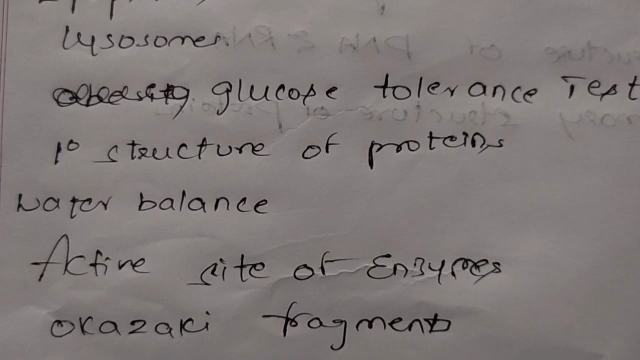 Lysosomes
glucose tolerance Test
1° structure of proteins
water balance
Active site of Enzymes
Okazaki fragments